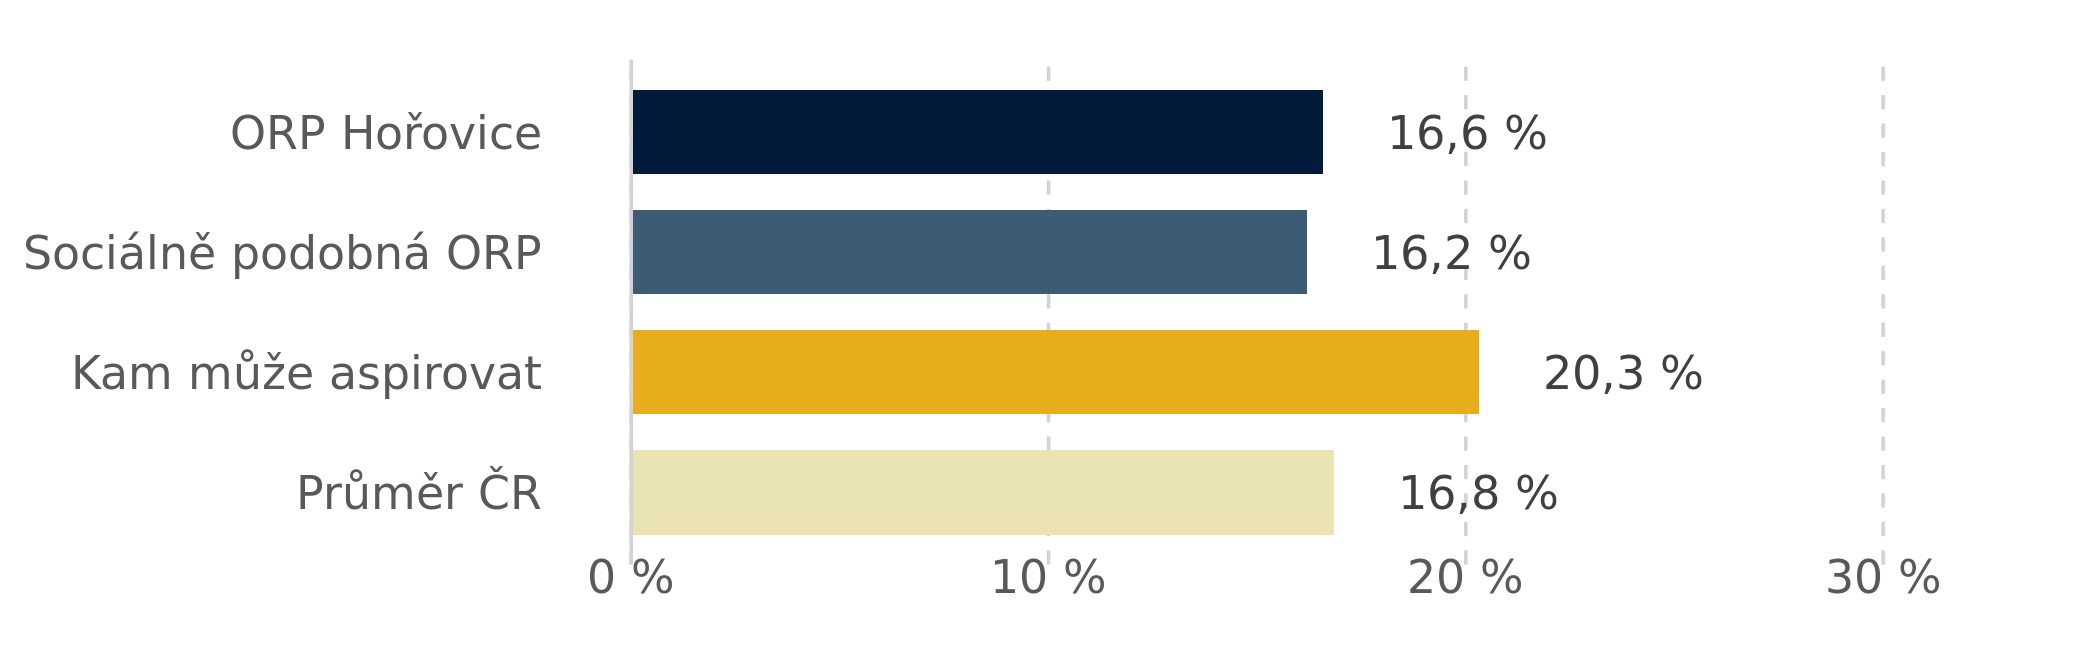 ORP Hořovice 16,6 %
Sociálně podobná ORP 16,2 %
Kam může aspirovat 20,3 %
Průměr ČR 16,8 %
0 % 10 % 20 % 30 %